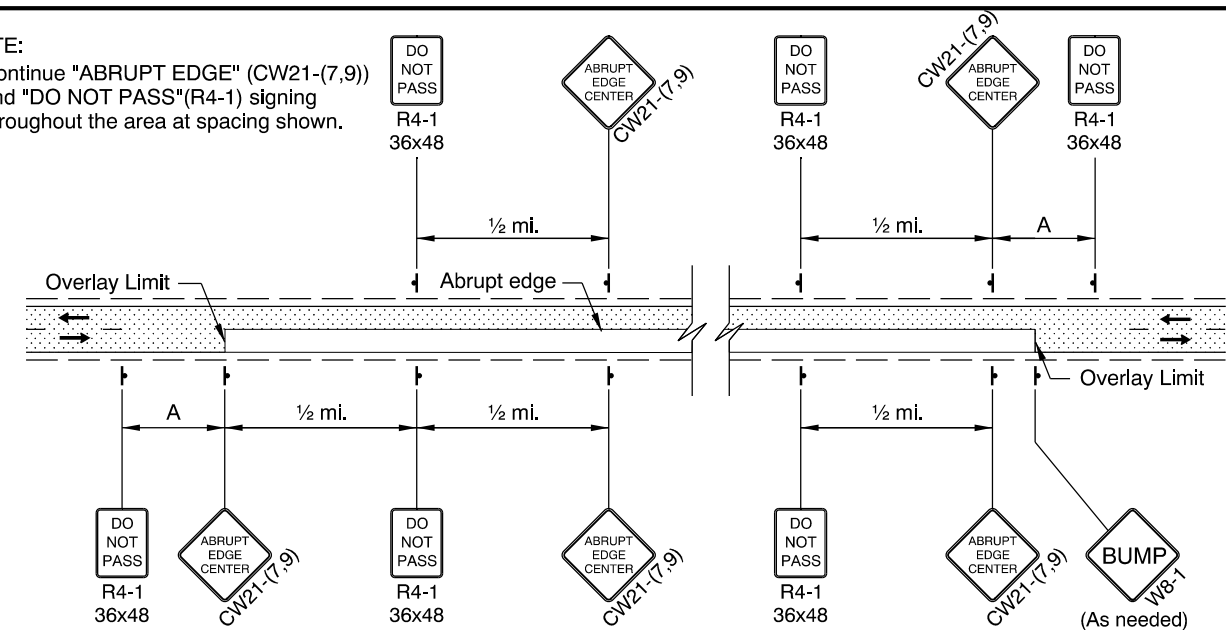 TE:
ontinue "ABRUPT EDGE" (CW21-(7,9))
nd "DO NOT PASS"(R4-1) signing
roughout the area at spacing shown.
DO
NOT
PASS
R4-1
36x48
ABRUPT
EDGE
CENTER
CW21-(7,9)
DO
NOT
PASS
R4-1
36x48
ABRUPT
EDGE
CENTER
CW21-(7,9)
DO
NOT
PASS
R4-1
36x48
½ mi.
½ mi.
A
Overlay Limit
Abrupt edge
Overlay Limit
A
½ mi.
½ mi.
½ mi.
DO
NOT
PASS
R4-1
36x48
ABRUPT
EDGE
CENTER
CW21-(7,9)
DO
NOT
PASS
R4-1
36x48
ABRUPT
EDGE
CENTER
CW21-(7,9)
DO
NOT
PASS
R4-1
36x48
ABRUPT
EDGE
CENTER
CW21-(7,9)
BUMP
W8-1
(As needed)